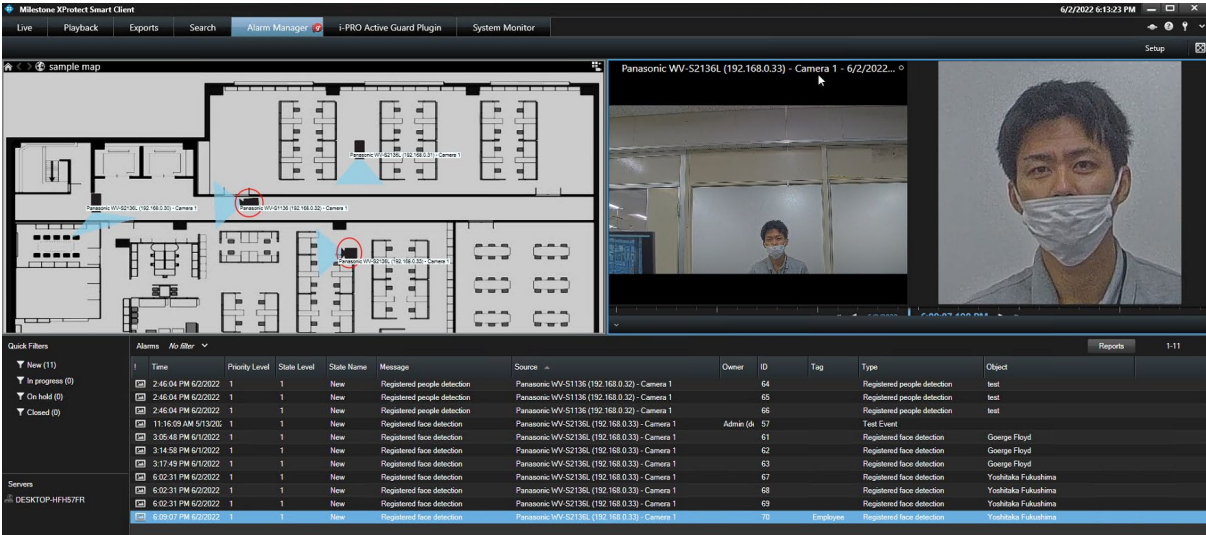 Milestone XProtect Smart Client
6/2/2022 6:13:23 PM
Live Playback Exports Search Alarm Manager i-PRO Active Guard Plugin System Monitor
Setup
sample map
Panasonic WV-S2136L (192.168.0.33) - Camera 1 - 6/2/2022...
Panasonic WV-S2136L (192.168.0.31) - Camera 1
Panasonic WV-S2136L (192.168.0.30) - Camera 1
Panasonic WV-S1136 (192.168.0.32) - Camera 1
Panasonic WV-S2136L (192.168.0.33) - Camera 1
Quick Filters
New (11)
In progress (0)
On hold (0)
Closed (0)
Servers
DESKTOP-HFH57FR
Alarms No filter
Reports 1-11
! Time Priority Level State Level State Name Message Source Owner ID Tag Type Object
2:46:04 PM 6/2/2022 1 1 New Registered people detection Panasonic WV-S1136 (192.168.0.32) - Camera 1 64 Registered people detection test
2:46:04 PM 6/2/2022 1 1 New Registered people detection Panasonic WV-S1136 (192.168.0.32) - Camera 1 65 Registered people detection test
2:46:04 PM 6/2/2022 1 1 New Registered people detection Panasonic WV-S1136 (192.168.0.32) - Camera 1 66 Registered people detection test
11:16:09 AM 5/13/202 1 1 New Registered face detection Panasonic WV-S2136L (192.168.0.33) - Camera 1 Admin (de 57 Test Event
3:05:48 PM 6/1/2022 1 1 New Registered face detection Panasonic WV-S2136L (192.168.0.33) - Camera 1 61 Registered face detection Goerge Floyd
3:14:58 PM 6/1/2022 1 1 New Registered face detection Panasonic WV-S2136L (192.168.0.33) - Camera 1 62 Registered face detection Goerge Floyd
3:17:49 PM 6/1/2022 1 1 New Registered face detection Panasonic WV-S2136L (192.168.0.33) - Camera 1 63 Registered face detection Goerge Floyd
6:02:31 PM 6/2/2022 1 1 New Registered face detection Panasonic WV-S2136L (192.168.0.33) - Camera 1 67 Registered face detection Yoshitaka Fukushima
6:02:31 PM 6/2/2022 1 1 New Registered face detection Panasonic WV-S2136L (192.168.0.33) - Camera 1 68 Registered face detection Yoshitaka Fukushima
6:02:31 PM 6/2/2022 1 1 New Registered face detection Panasonic WV-S2136L (192.168.0.33) - Camera 1 69 Registered face detection Yoshitaka Fukushima
6:09:07 PM 6/2/2022 1 1 New Registered face detection Panasonic WV-S2136L (192.168.0.33) - Camera 1 70 Employee Registered face detection Yoshitaka Fukushima